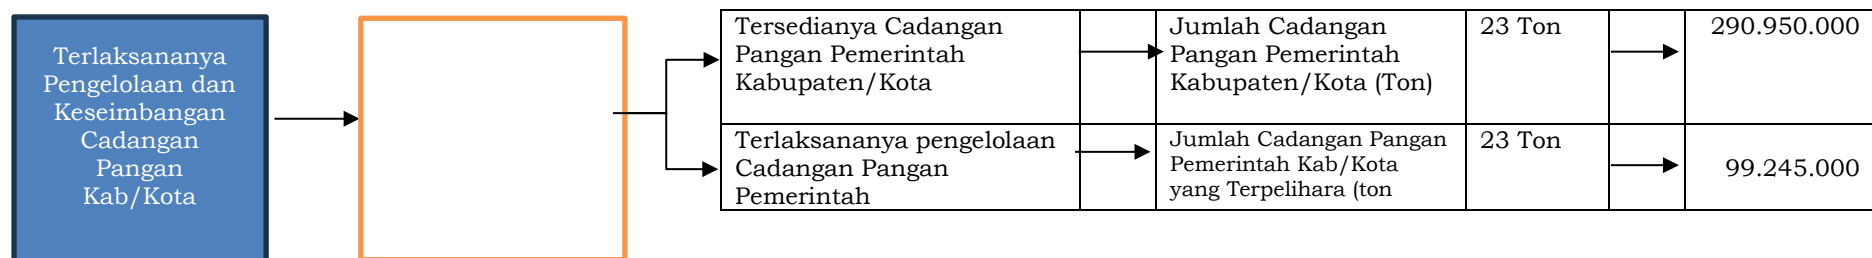 Terlaksananya
Pengelolaan dan
Keseimbangan
Cadangan
Pangan
Kab/Kota
Tersedianya Cadangan
Pangan Pemerintah
Kabupaten/Kota
Jumlah Cadangan
Pangan Pemerintah
Kabupaten/Kota (Ton)
23 Ton
290.950.000
Terlaksananya pengelolaan
Cadangan Pangan
Pemerintah
Jumlah Cadangan Pangan
Pemerintah Kab/Kota
yang Terpelihara (ton
23 Ton
99.245.000